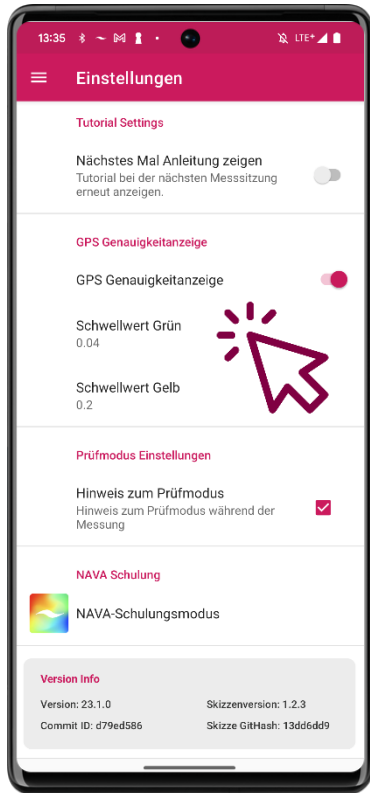 13:35 LTE+
Einstellungen
Tutorial Settings
Nächstes Mal Anleitung zeigen
Tutorial bei der nächsten Messsitzung
erneut anzeigen.
GPS Genauigkeitanzeige
GPS Genauigkeitanzeige
Schwellwert Grün
0.04
Schwellwert Gelb
0.2
Prüfmodus Einstellungen
Hinweis zum Prüfmodus
Hinweis zum Prüfmodus während der
Messung
NAVA Schulung
NAVA-Schulungsmodus
Version Info
Version: 23.1.0 Skizzenversion: 1.2.3
Commit ID: d79ed586 Skizze GitHash: 13dd6dd9